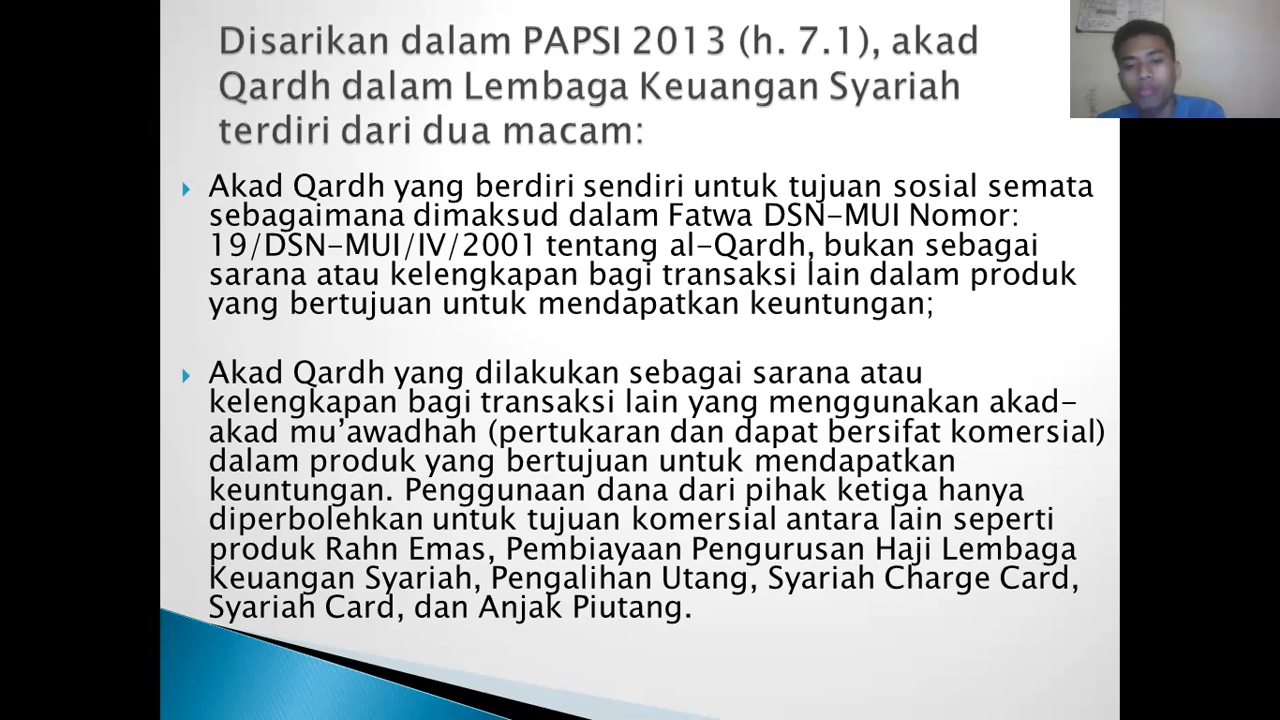 Disarikan dalam PAPSI 2013 (h. 7.1), akad
Qardh dalam Lembaga Keuangan Syariah
terdiri dari dua macam:
Akad Qardh yang berdiri sendiri untuk tujuan sosial semata
sebagaimana dimaksud dalam Fatwa DSN-MUI Nomor:
19/DSN-MUI/IV/2001 tentang al-Qardh, bukan sebagai
sarana atau kelengkapan bagi transaksi lain dalam produk
yang bertujuan untuk mendapatkan keuntungan;
Akad Qardh yang dilakukan sebagai sarana atau
kelengkapan bagi transaksi lain yang menggunakan akad-
akad mu’awadhah (pertukaran dan dapat bersifat komersial)
dalam produk yang bertujuan untuk mendapatkan
keuntungan. Penggunaan dana dari pihak ketiga hanya
diperbolehkan untuk tujuan komersial antara lain seperti
produk Rahn Emas, Pembiayaan Pengurusan Haji Lembaga
Keuangan Syariah, Pengalihan Utang, Syariah Charge Card,
Syariah Card, dan Anjak Piutang.